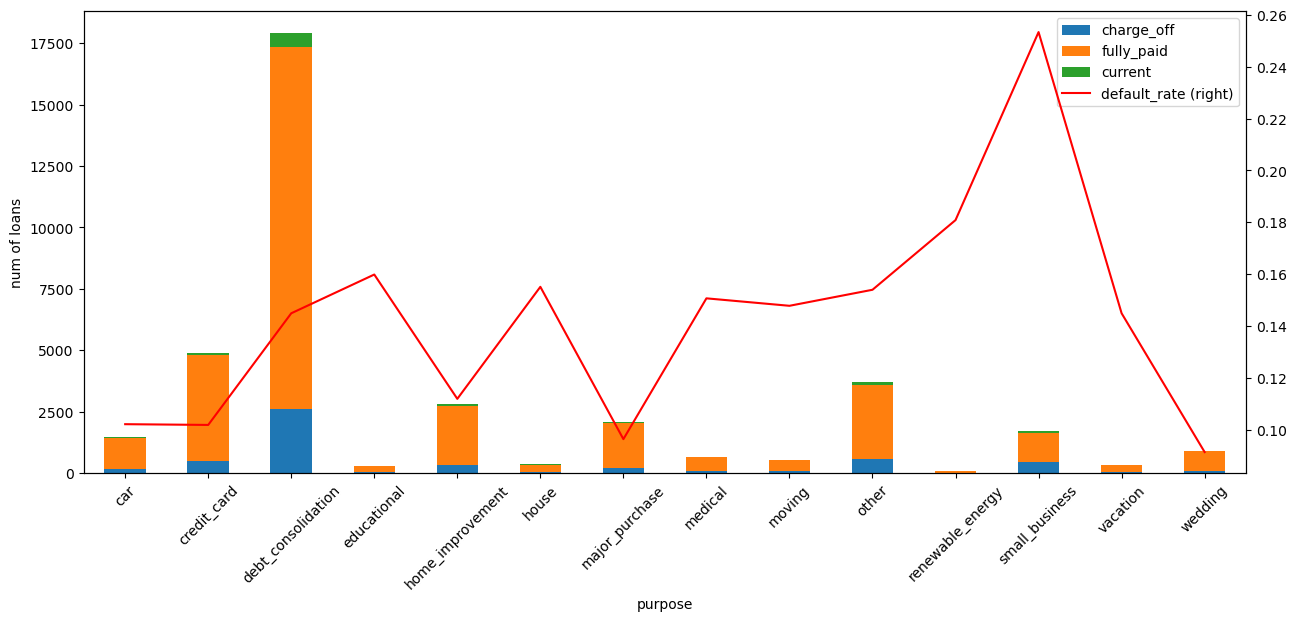 17500
15000
12500
10000
7500
5000
2500
0
num of loans
0.26
0.24
0.22
0.20
0.18
0.16
0.14
0.12
0.10
charge_off
fully_paid
current
default_rate (right)
car
credit_card
debt_consolidation
educational
home_improvement
house
major_purchase
medical
moving
other
renewable_energy
small_business
vacation
wedding
purpose